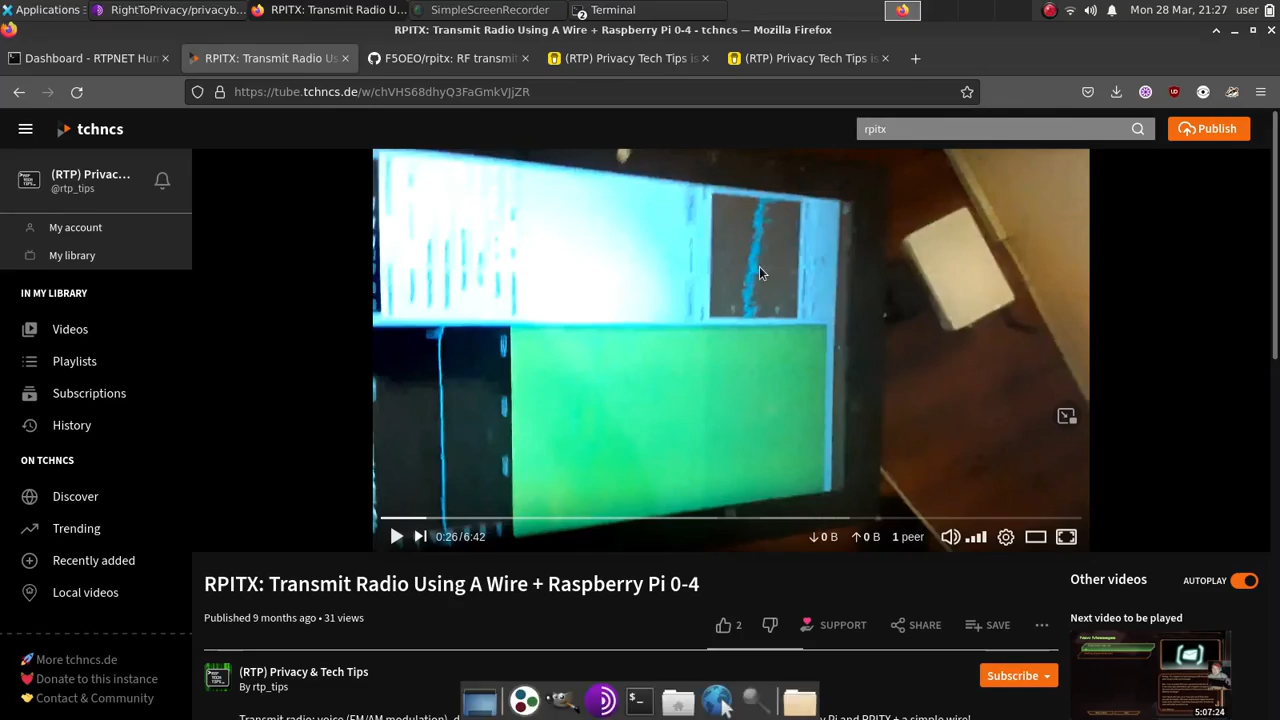 Applications
RightToPrivacy/privacyb...
RPITX: Transmit Radio U...
SimpleScreenRecorder
2
Terminal
Mon 28 Mar, 21:27 user
RPITX: Transmit Radio Using A Wire + Raspberry Pi 0-4 - tchncs — Mozilla Firefox
Dashboard - RTPNET Hu
RPITX: Transmit Radio Us
F5OEO/rpitx: RF transmit
(RTP) Privacy Tech Tips is
(RTP) Privacy Tech Tips is
https://tube.tchncs.de/w/chVHS68dhyQ3FaGmkVJjZR
tchncs
rpitx
Publish
(RTP) Privac...
@rtp_tips
My account
My library
IN MY LIBRARY
Videos
Playlists
Subscriptions
History
ON TCHNCS
Discover
Trending
Recently added
Local videos
More tchncs.de
Donate to this instance
Contact & Community
0:26/6:42
↓0 B ↑0 B 1 peer
RPITX: Transmit Radio Using A Wire + Raspberry Pi 0-4
Published 9 months ago • 31 views
2
SUPPORT
SHARE
SAVE
(RTP) Privacy & Tech Tips
By rtp_tips
Subscribe
Other videos
AUTOPLAY
Next video to be played
5:07:24